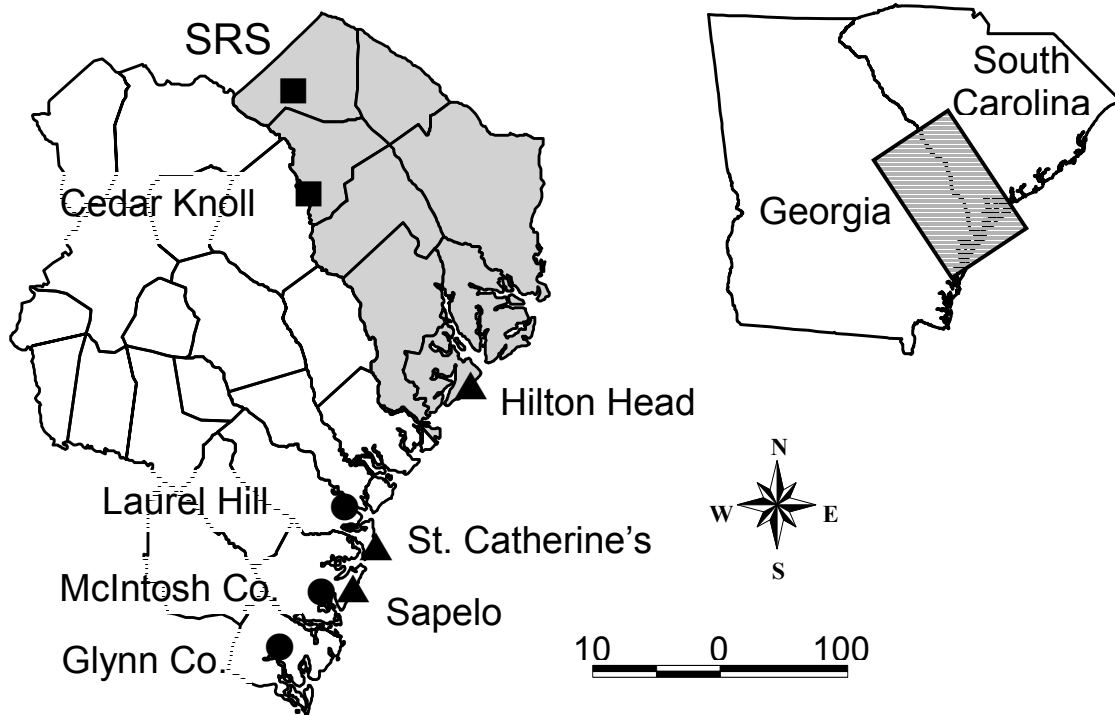 SRS
South
Carolina
Cedar Knoll
Georgia
Hilton Head
Laurel Hill
St. Catherine's
McIntosh Co.
Sapelo
Glynn Co.
N
W
E
S
10 0 100